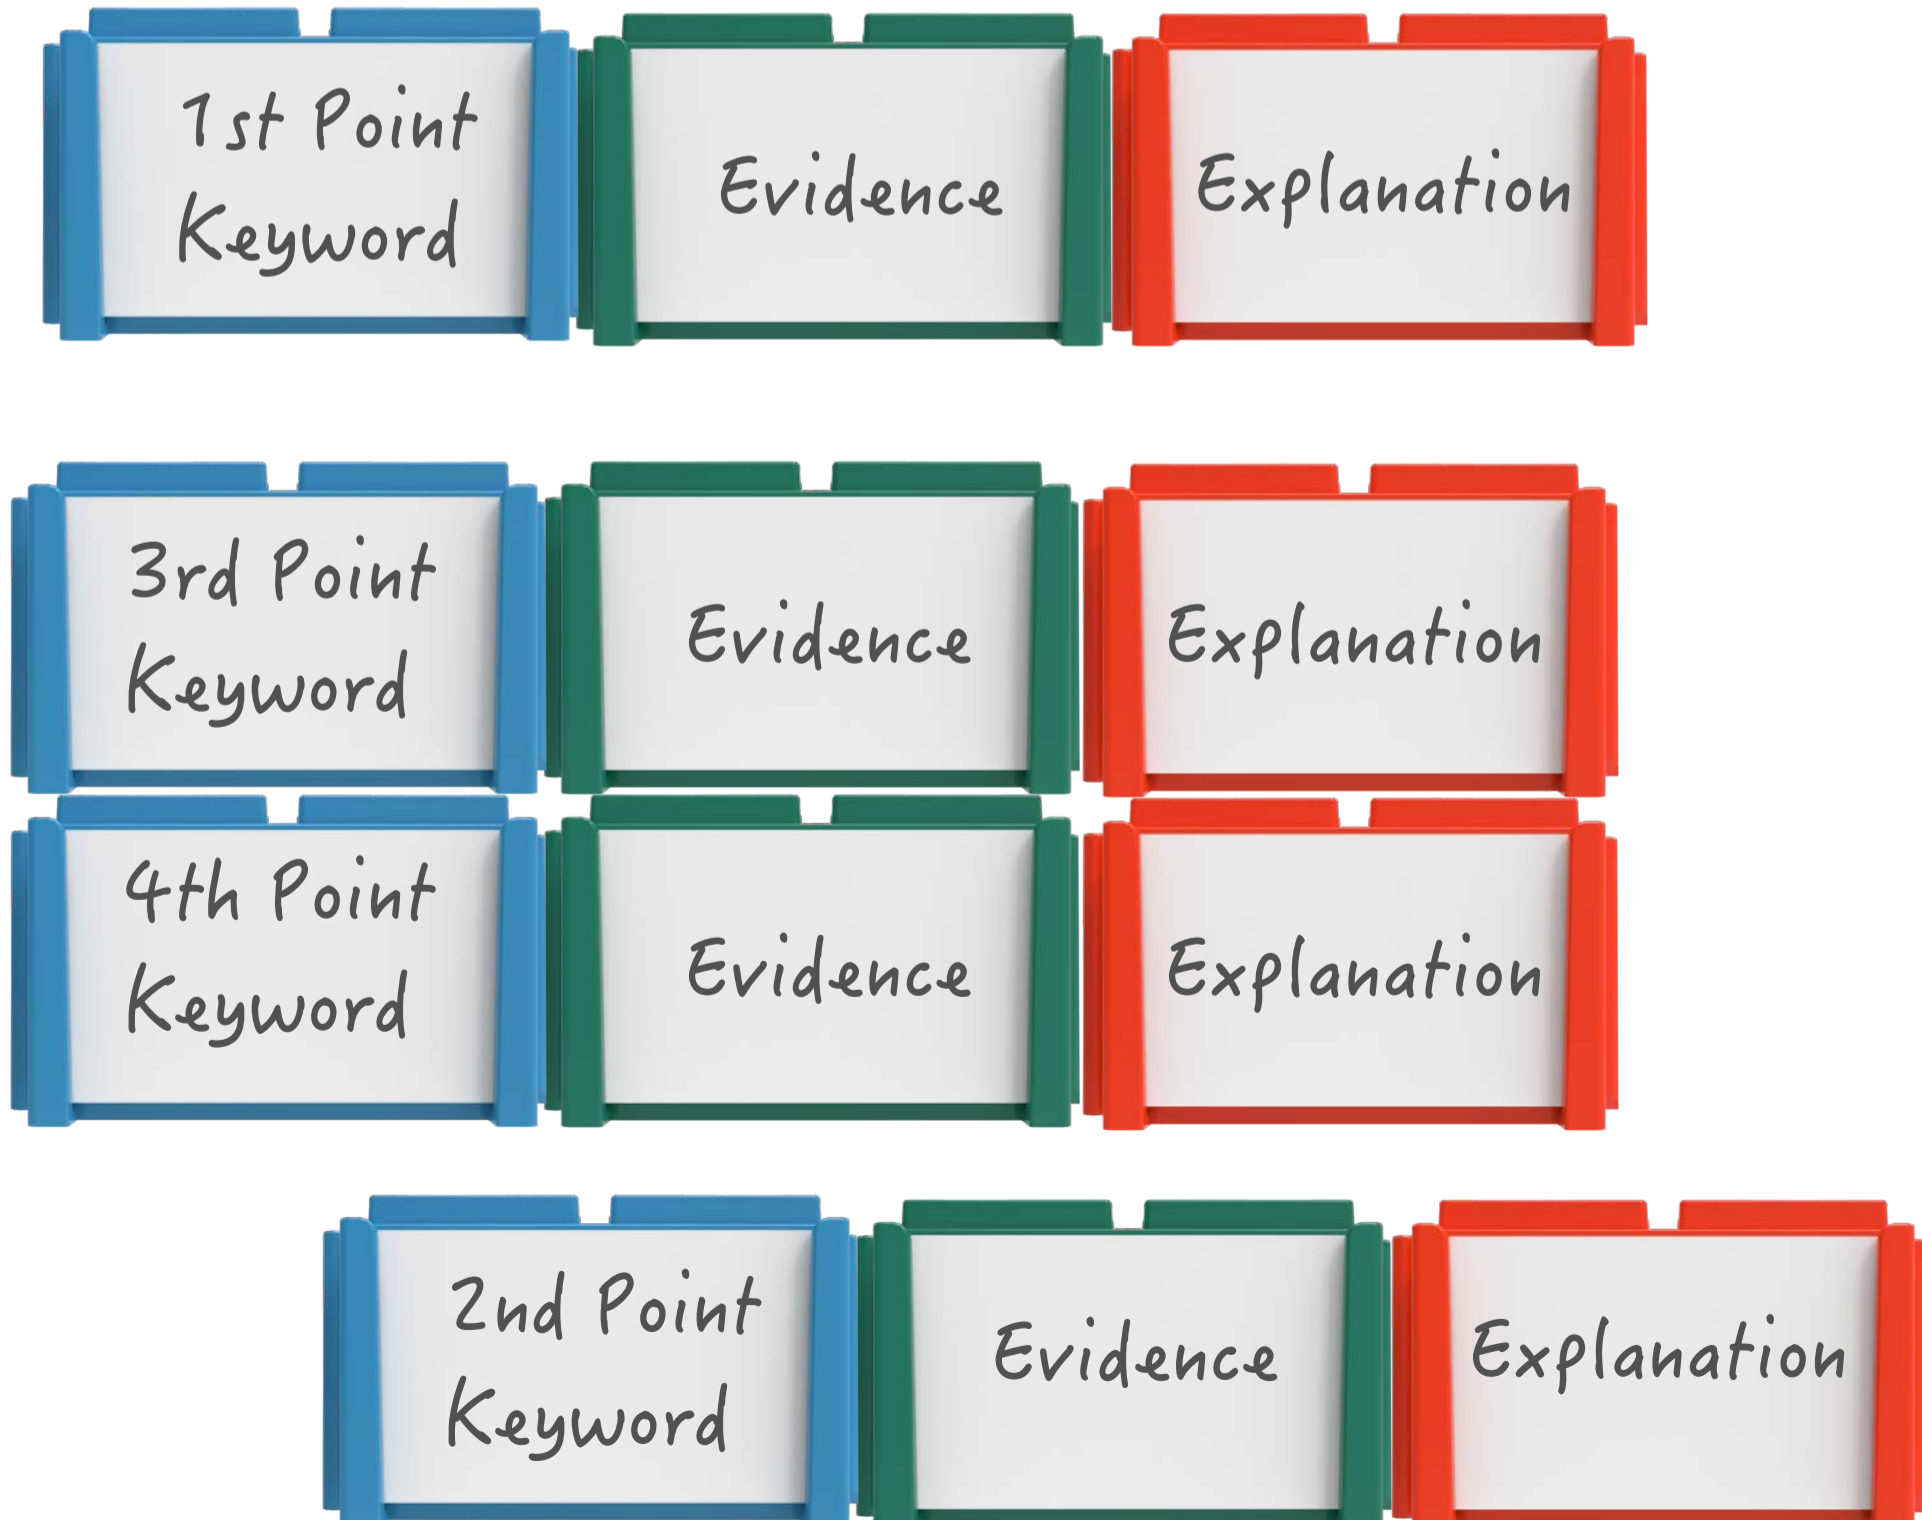 1st Point
Keyword
Evidence
Explanation
3rd Point
Keyword
Evidence
Explanation
4th Point
Keyword
Evidence
Explanation
2nd Point
Keyword
Evidence
Explanation